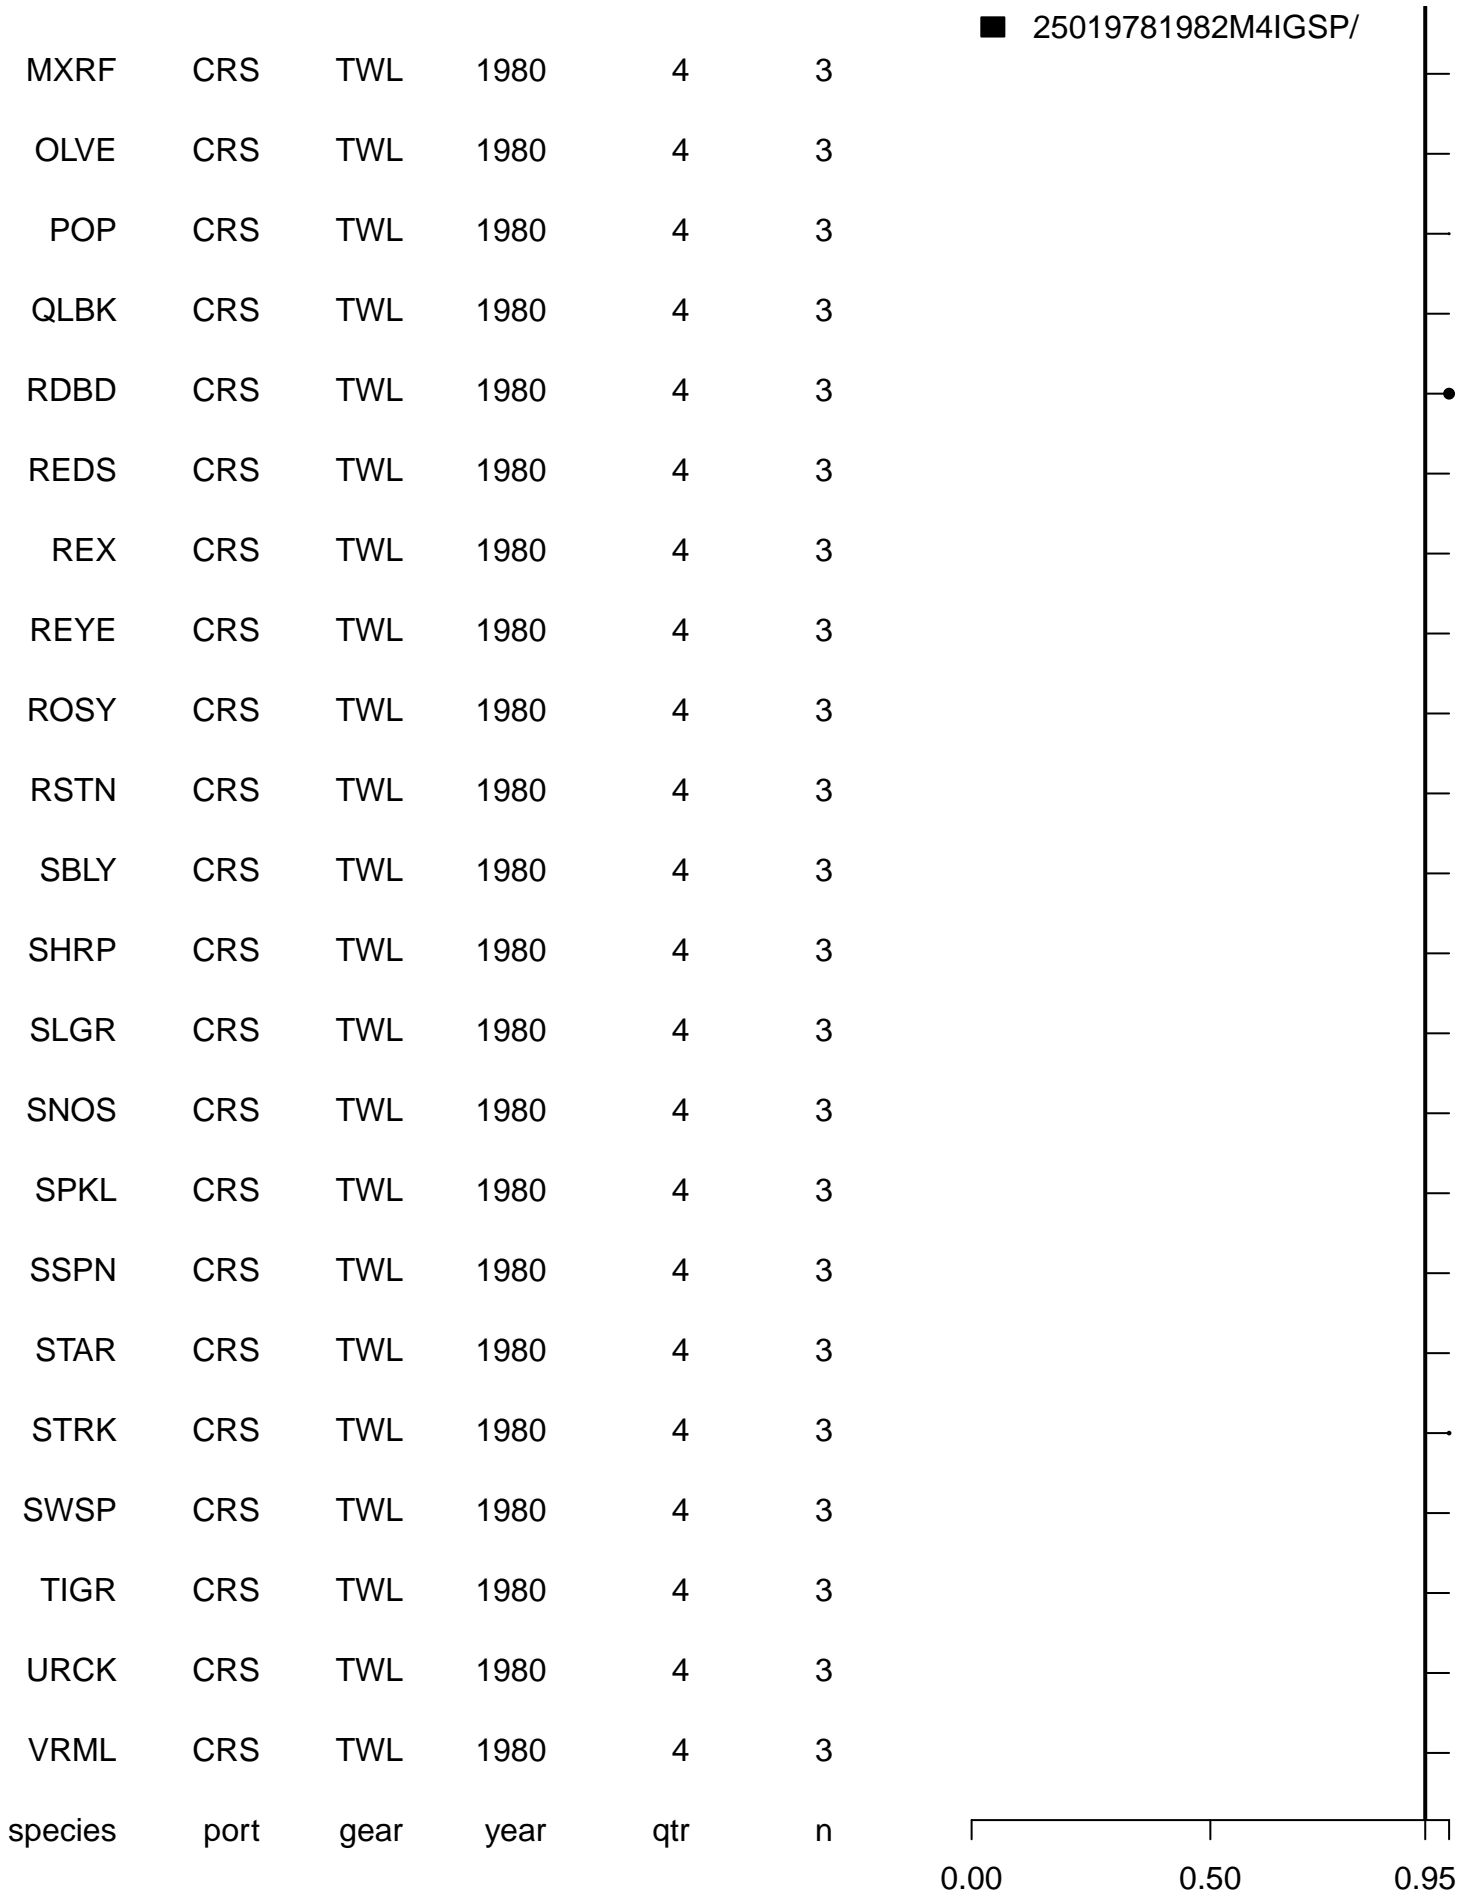 25019781982M4IGSP/
MXRF CRS TWL 1980 4 3
OLVE CRS TWL 1980 4 3
POP CRS TWL 1980 4 3
QLBK CRS TWL 1980 4 3
RDBD CRS TWL 1980 4 3
REDS CRS TWL 1980 4 3
REX CRS TWL 1980 4 3
REYE CRS TWL 1980 4 3
ROSY CRS TWL 1980 4 3
RSTN CRS TWL 1980 4 3
SBLY CRS TWL 1980 4 3
SHRP CRS TWL 1980 4 3
SLGR CRS TWL 1980 4 3
SNOS CRS TWL 1980 4 3
SPKL CRS TWL 1980 4 3
SSPN CRS TWL 1980 4 3
STAR CRS TWL 1980 4 3
STRK CRS TWL 1980 4 3
SWSP CRS TWL 1980 4 3
TIGR CRS TWL 1980 4 3
URCK CRS TWL 1980 4 3
VRML CRS TWL 1980 4 3
species port gear year qtr n
0.00 0.50 0.95